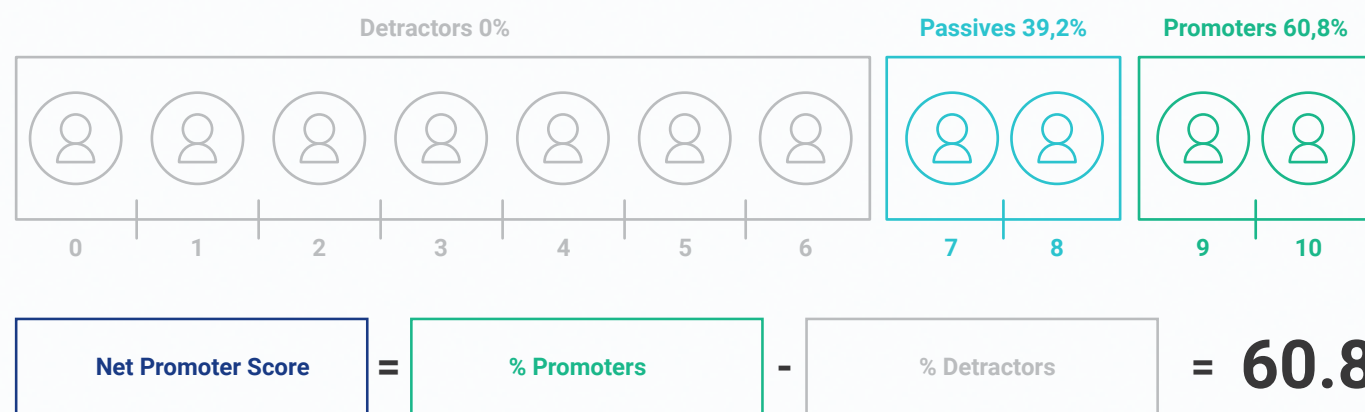 Detractors 0% Passives 39,2% Promoters 60,8%
0 1 2 3 4 5 6 7 8 9 10
Net Promoter Score = % Promoters - % Detractors = 60.8